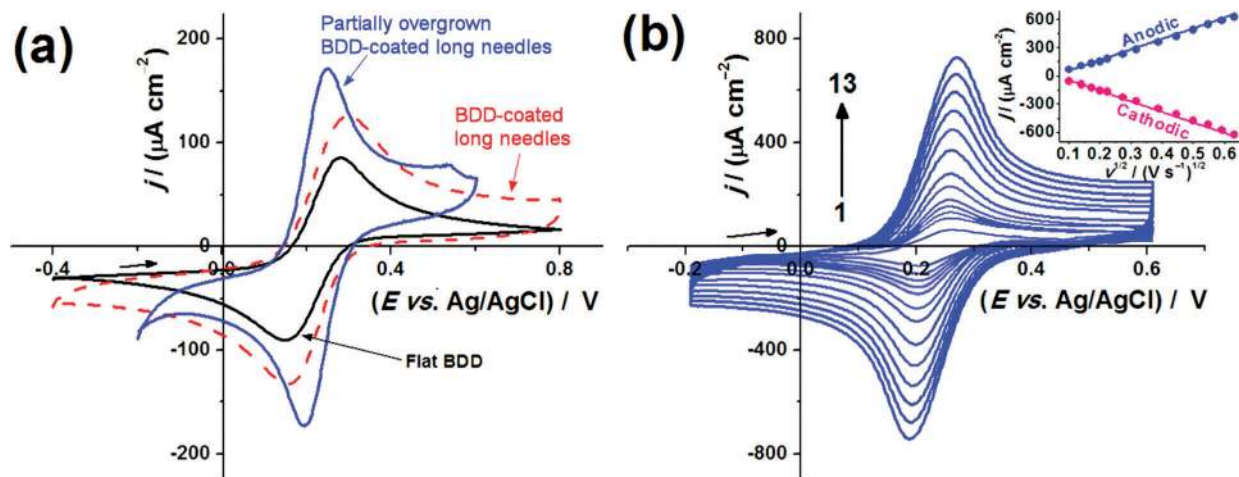 (a)
200
100
0
-100
-200
j / (µA cm⁻²)
Partially overgrown
BDD-coated long needles
BDD-coated
long needles
-0.4
0.0
0.4
0.8
(E vs. Ag/AgCl) / V
Flat BDD
(b)
800
400
0
-400
-800
j / (µA cm⁻²)
13
1
-0.2
0.0
0.2
0.4
0.6
(E vs. Ag/AgCl) / V
600
300
0
-300
-600
j / (µA cm⁻²)
Anodic
Cathodic
0.1 0.2 0.3 0.4 0.5 0.6
ν^1/2 / (V s⁻¹)^1/2